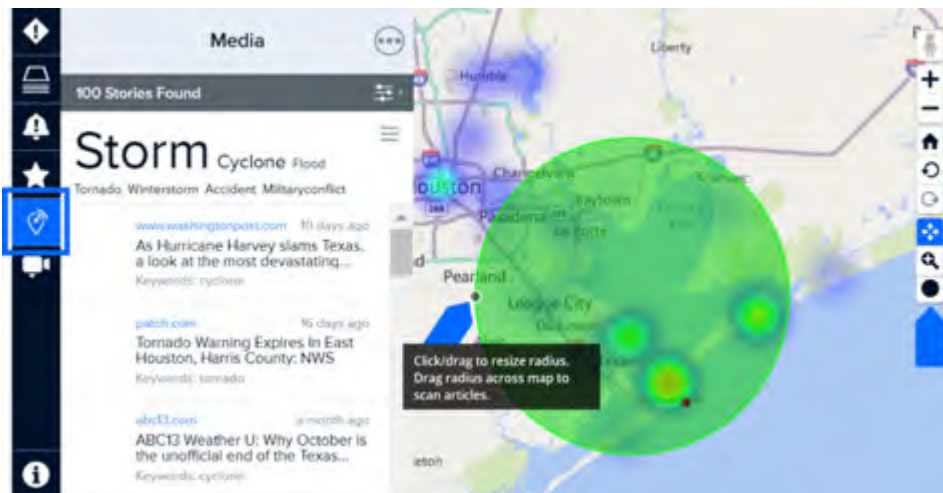 Media
100 Stories Found
Storm Cyclone Flood
Tornado Winterstorm Accident Militaryconflict
www.washingtonpost.com
days ago
As Hurricane Harvey slams Texas,
a look at the most devastating...
Keywords: cyclone
patch.com 16 days ago
Tornado Warning Expires In East
Houston, Harris County: NWS
Keywords: tornado
abc13.com a month ago
ABC13 Weather U: Why October is
the unofficial end of the Texas...
Keywords: cyclone
Liberty
Humble
Channelview
ouston
Baytown
Pasadena
La Porte
Pearland
League City
Click/drag to resize radius.
Drag radius across map to
scan articles.